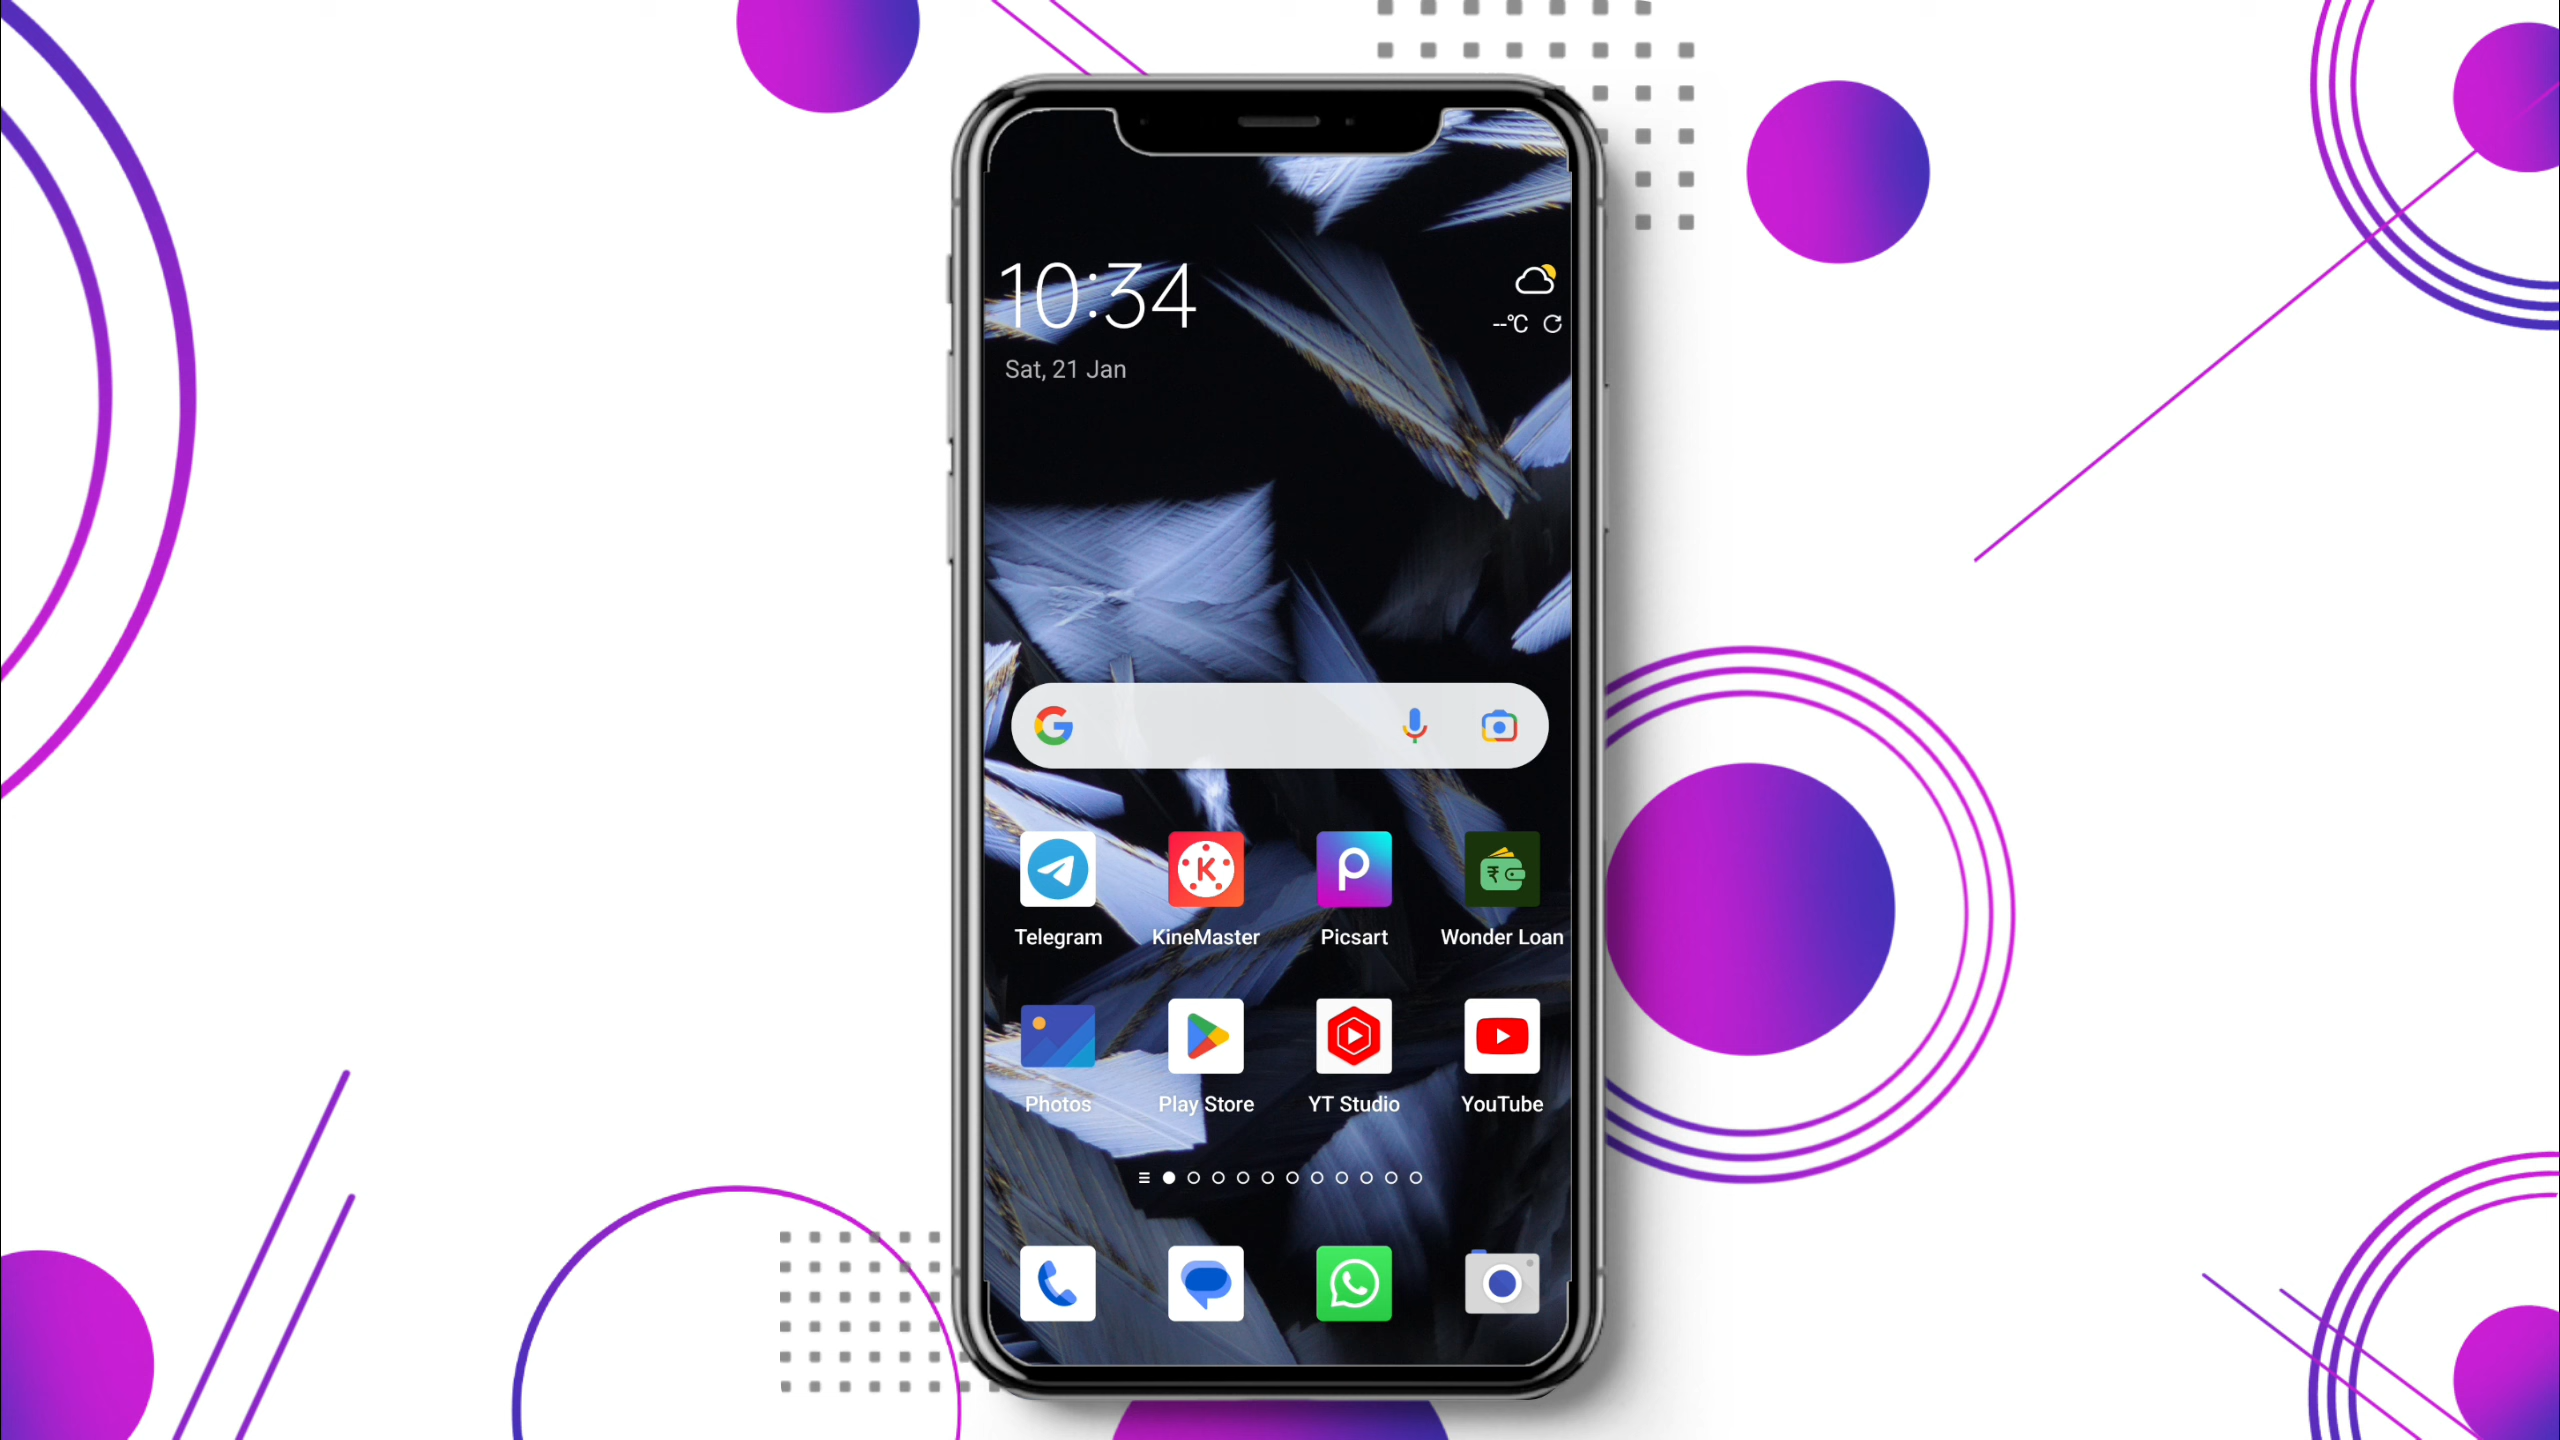 10:34
--°C
Sat, 21 Jan
Telegram
KineMaster
Picsart
Wonder Loan
Photos
Play Store
YT Studio
YouTube